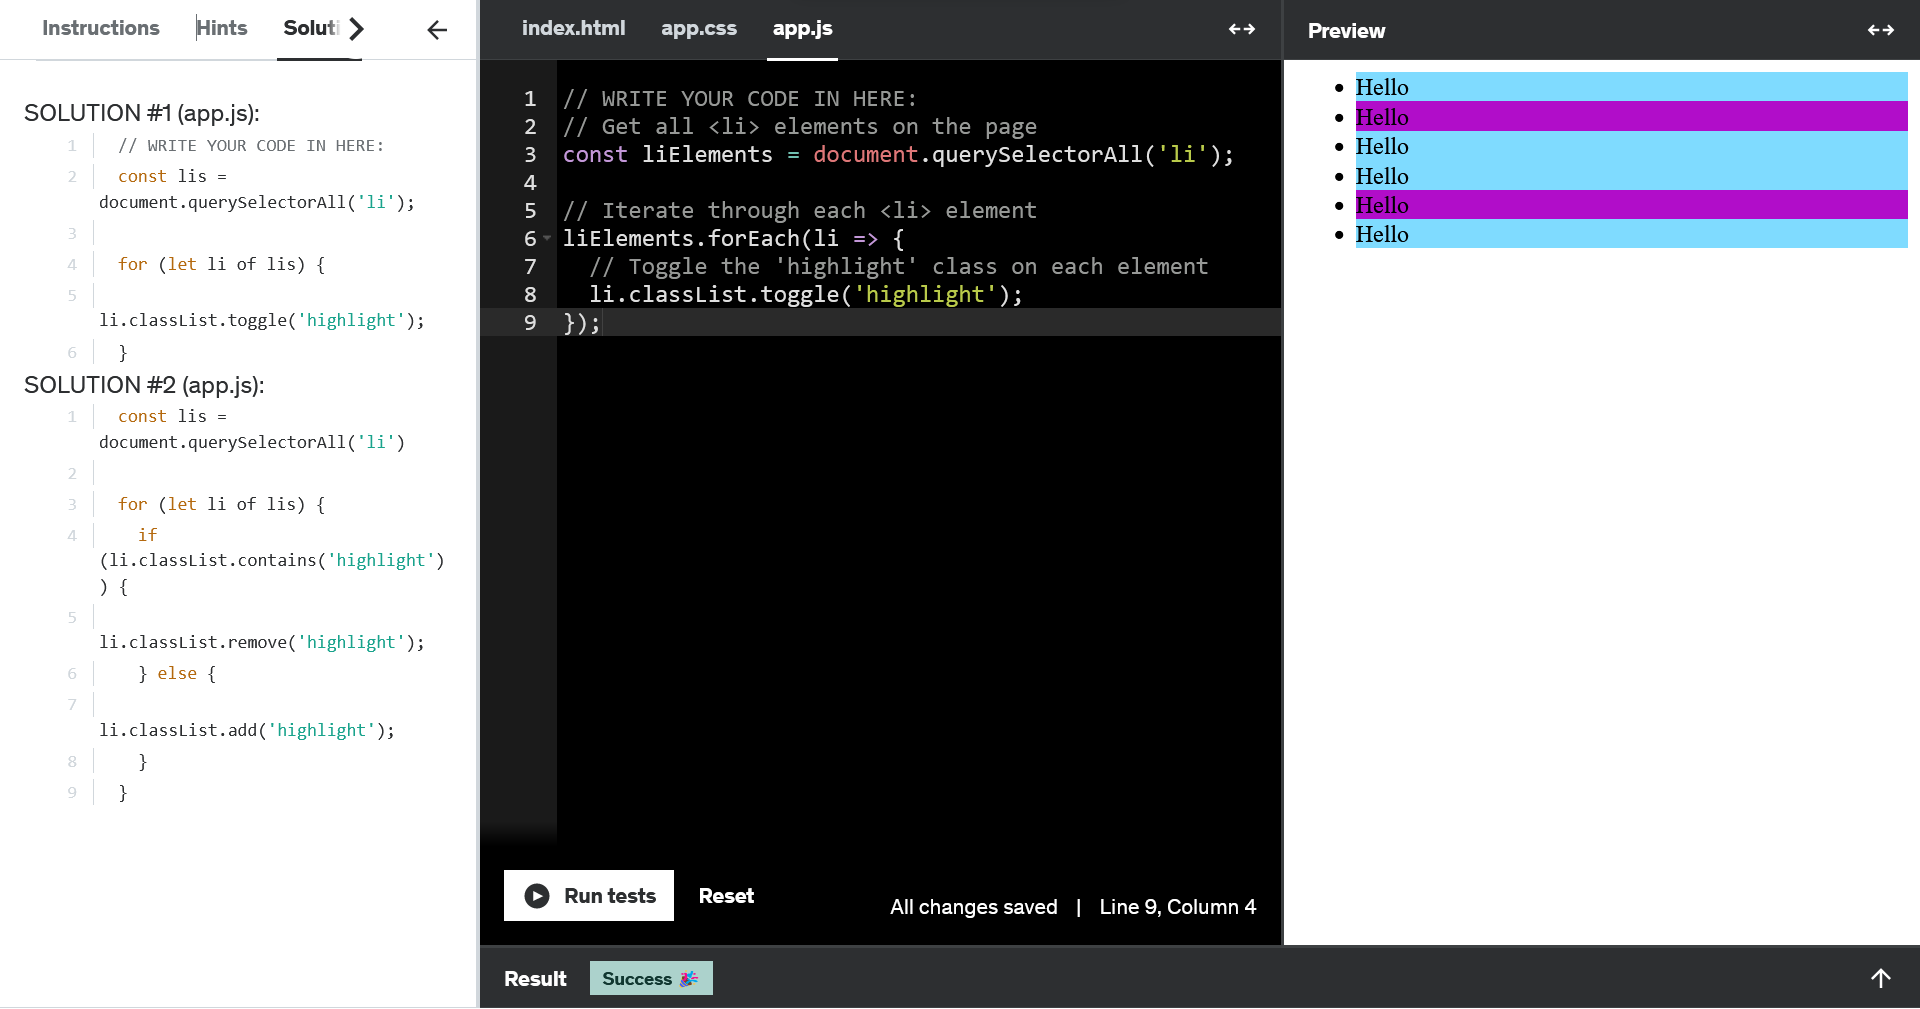 Instructions
Hints
Soluti
SOLUTION #1 (app.js):
1 // WRITE YOUR CODE IN HERE:
2 const lis =
document.querySelectorAll('li');
3
4 for (let li of lis) {
5
li.classList.toggle('highlight');
6 }
SOLUTION #2 (app.js):
1 const lis =
document.querySelectorAll('li')
2
3 for (let li of lis) {
4 if
(li.classList.contains('highlight')
) {
5
li.classList.remove('highlight');
6 } else {
7
li.classList.add('highlight');
8 }
9 }
index.html
app.css
app.js
1 // WRITE YOUR CODE IN HERE:
2 // Get all <li> elements on the page
3 const liElements = document.querySelectorAll('li');
4
5 // Iterate through each <li> element
6 liElements.forEach(li => {
7 // Toggle the 'highlight' class on each element
8 li.classList.toggle('highlight');
9 });
Run tests
Reset
All changes saved | Line 9, Column 4
Result
Success 🎉
Preview
Hello
Hello
Hello
Hello
Hello
Hello